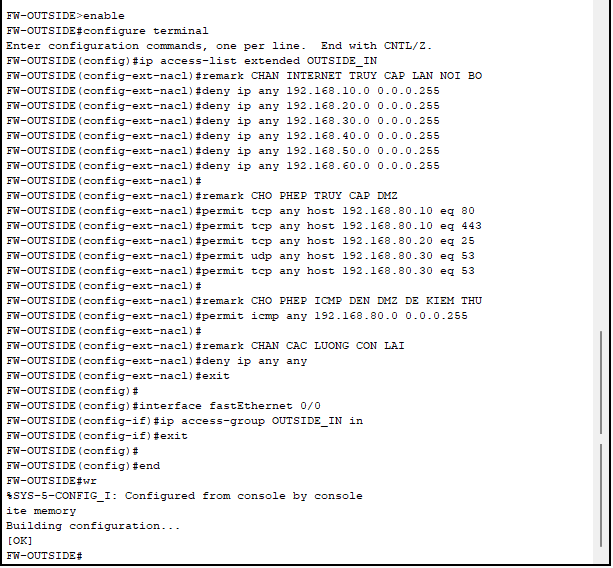 FW-OUTSIDE>enable
FW-OUTSIDE#configure terminal
Enter configuration commands, one per line.  End with CNTL/Z.
FW-OUTSIDE(config)#ip access-list extended OUTSIDE_IN
FW-OUTSIDE(config-ext-nacl)#remark CHAN INTERNET TRUY CAP LAN NOI BO
FW-OUTSIDE(config-ext-nacl)#deny ip any 192.168.10.0 0.0.0.255
FW-OUTSIDE(config-ext-nacl)#deny ip any 192.168.20.0 0.0.0.255
FW-OUTSIDE(config-ext-nacl)#deny ip any 192.168.30.0 0.0.0.255
FW-OUTSIDE(config-ext-nacl)#deny ip any 192.168.40.0 0.0.0.255
FW-OUTSIDE(config-ext-nacl)#deny ip any 192.168.50.0 0.0.0.255
FW-OUTSIDE(config-ext-nacl)#deny ip any 192.168.60.0 0.0.0.255
FW-OUTSIDE(config-ext-nacl)#
FW-OUTSIDE(config-ext-nacl)#remark CHO PHEP TRUY CAP DMZ
FW-OUTSIDE(config-ext-nacl)#permit tcp any host 192.168.80.10 eq 80
FW-OUTSIDE(config-ext-nacl)#permit tcp any host 192.168.80.10 eq 443
FW-OUTSIDE(config-ext-nacl)#permit tcp any host 192.168.80.20 eq 25
FW-OUTSIDE(config-ext-nacl)#permit udp any host 192.168.80.30 eq 53
FW-OUTSIDE(config-ext-nacl)#permit tcp any host 192.168.80.30 eq 53
FW-OUTSIDE(config-ext-nacl)#
FW-OUTSIDE(config-ext-nacl)#remark CHO PHEP ICMP DEN DMZ DE KIEM THU
FW-OUTSIDE(config-ext-nacl)#permit icmp any 192.168.80.0 0.0.0.255
FW-OUTSIDE(config-ext-nacl)#
FW-OUTSIDE(config-ext-nacl)#remark CHAN CAC LUONG CON LAI
FW-OUTSIDE(config-ext-nacl)#deny ip any any
FW-OUTSIDE(config-ext-nacl)#exit
FW-OUTSIDE(config)#
FW-OUTSIDE(config)#interface fastEthernet 0/0
FW-OUTSIDE(config-if)#ip access-group OUTSIDE_IN in
FW-OUTSIDE(config-if)#exit
FW-OUTSIDE(config)#
FW-OUTSIDE(config)#end
FW-OUTSIDE#wr
%SYS-5-CONFIG_I: Configured from console by console
ite memory
Building configuration...
[OK]
FW-OUTSIDE#